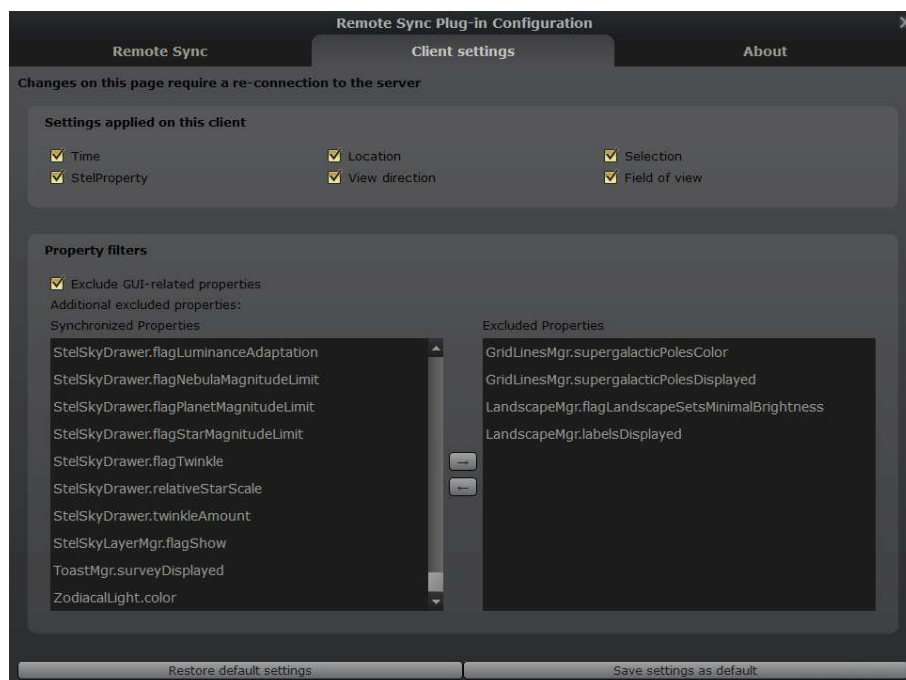 Remote Sync Plug-in Configuration
Remote Sync Client settings About
Changes on this page require a re-connection to the server
Settings applied on this client
Time Location Selection
StelProperty View direction Field of view
Property filters
Exclude GUI-related properties
Additional excluded properties:
Synchronized Properties
StelSkyDrawer.flagLuminanceAdaptation
StelSkyDrawer.flagNebulaMagnitudeLimit
StelSkyDrawer.flagPlanetMagnitudeLimit
StelSkyDrawer.flagStarMagnitudeLimit
StelSkyDrawer.flagTwinkle
StelSkyDrawer.relativeStarScale
StelSkyDrawer.twinkleAmount
StelSkyLayerMgr.flagShow
ToastMgr.surveyDisplayed
ZodiacalLight.color
Excluded Properties
GridLinesMgr.supergalacticPolesColor
GridLinesMgr.supergalacticPolesDisplayed
LandscapeMgr.flagLandscapeSetsMinimalBrightness
LandscapeMgr.labelsDisplayed
Restore default settings Save settings as default